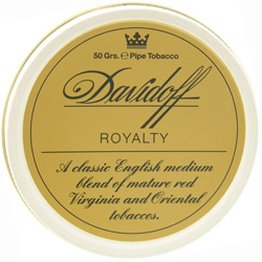 50 Grs. ℮ Pipe Tobacco
Davidoff
ROYALTY
A classic English medium
blend of mature red
Virginia and Oriental
tobaccos.